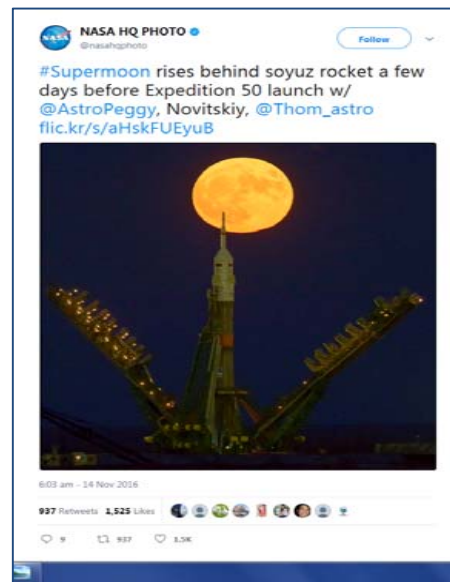 NASA HQ PHOTO
@nasahqphoto
Follow
#Supermoon rises behind soyuz rocket a few
days before Expedition 50 launch w/
@AstroPeggy, Novitskiy, @Thom_astro
flic.kr/s/aHskFUEyuB
6:03 am - 14 Nov 2016
937 Retweets 1,525 Likes
9 937 1.5K